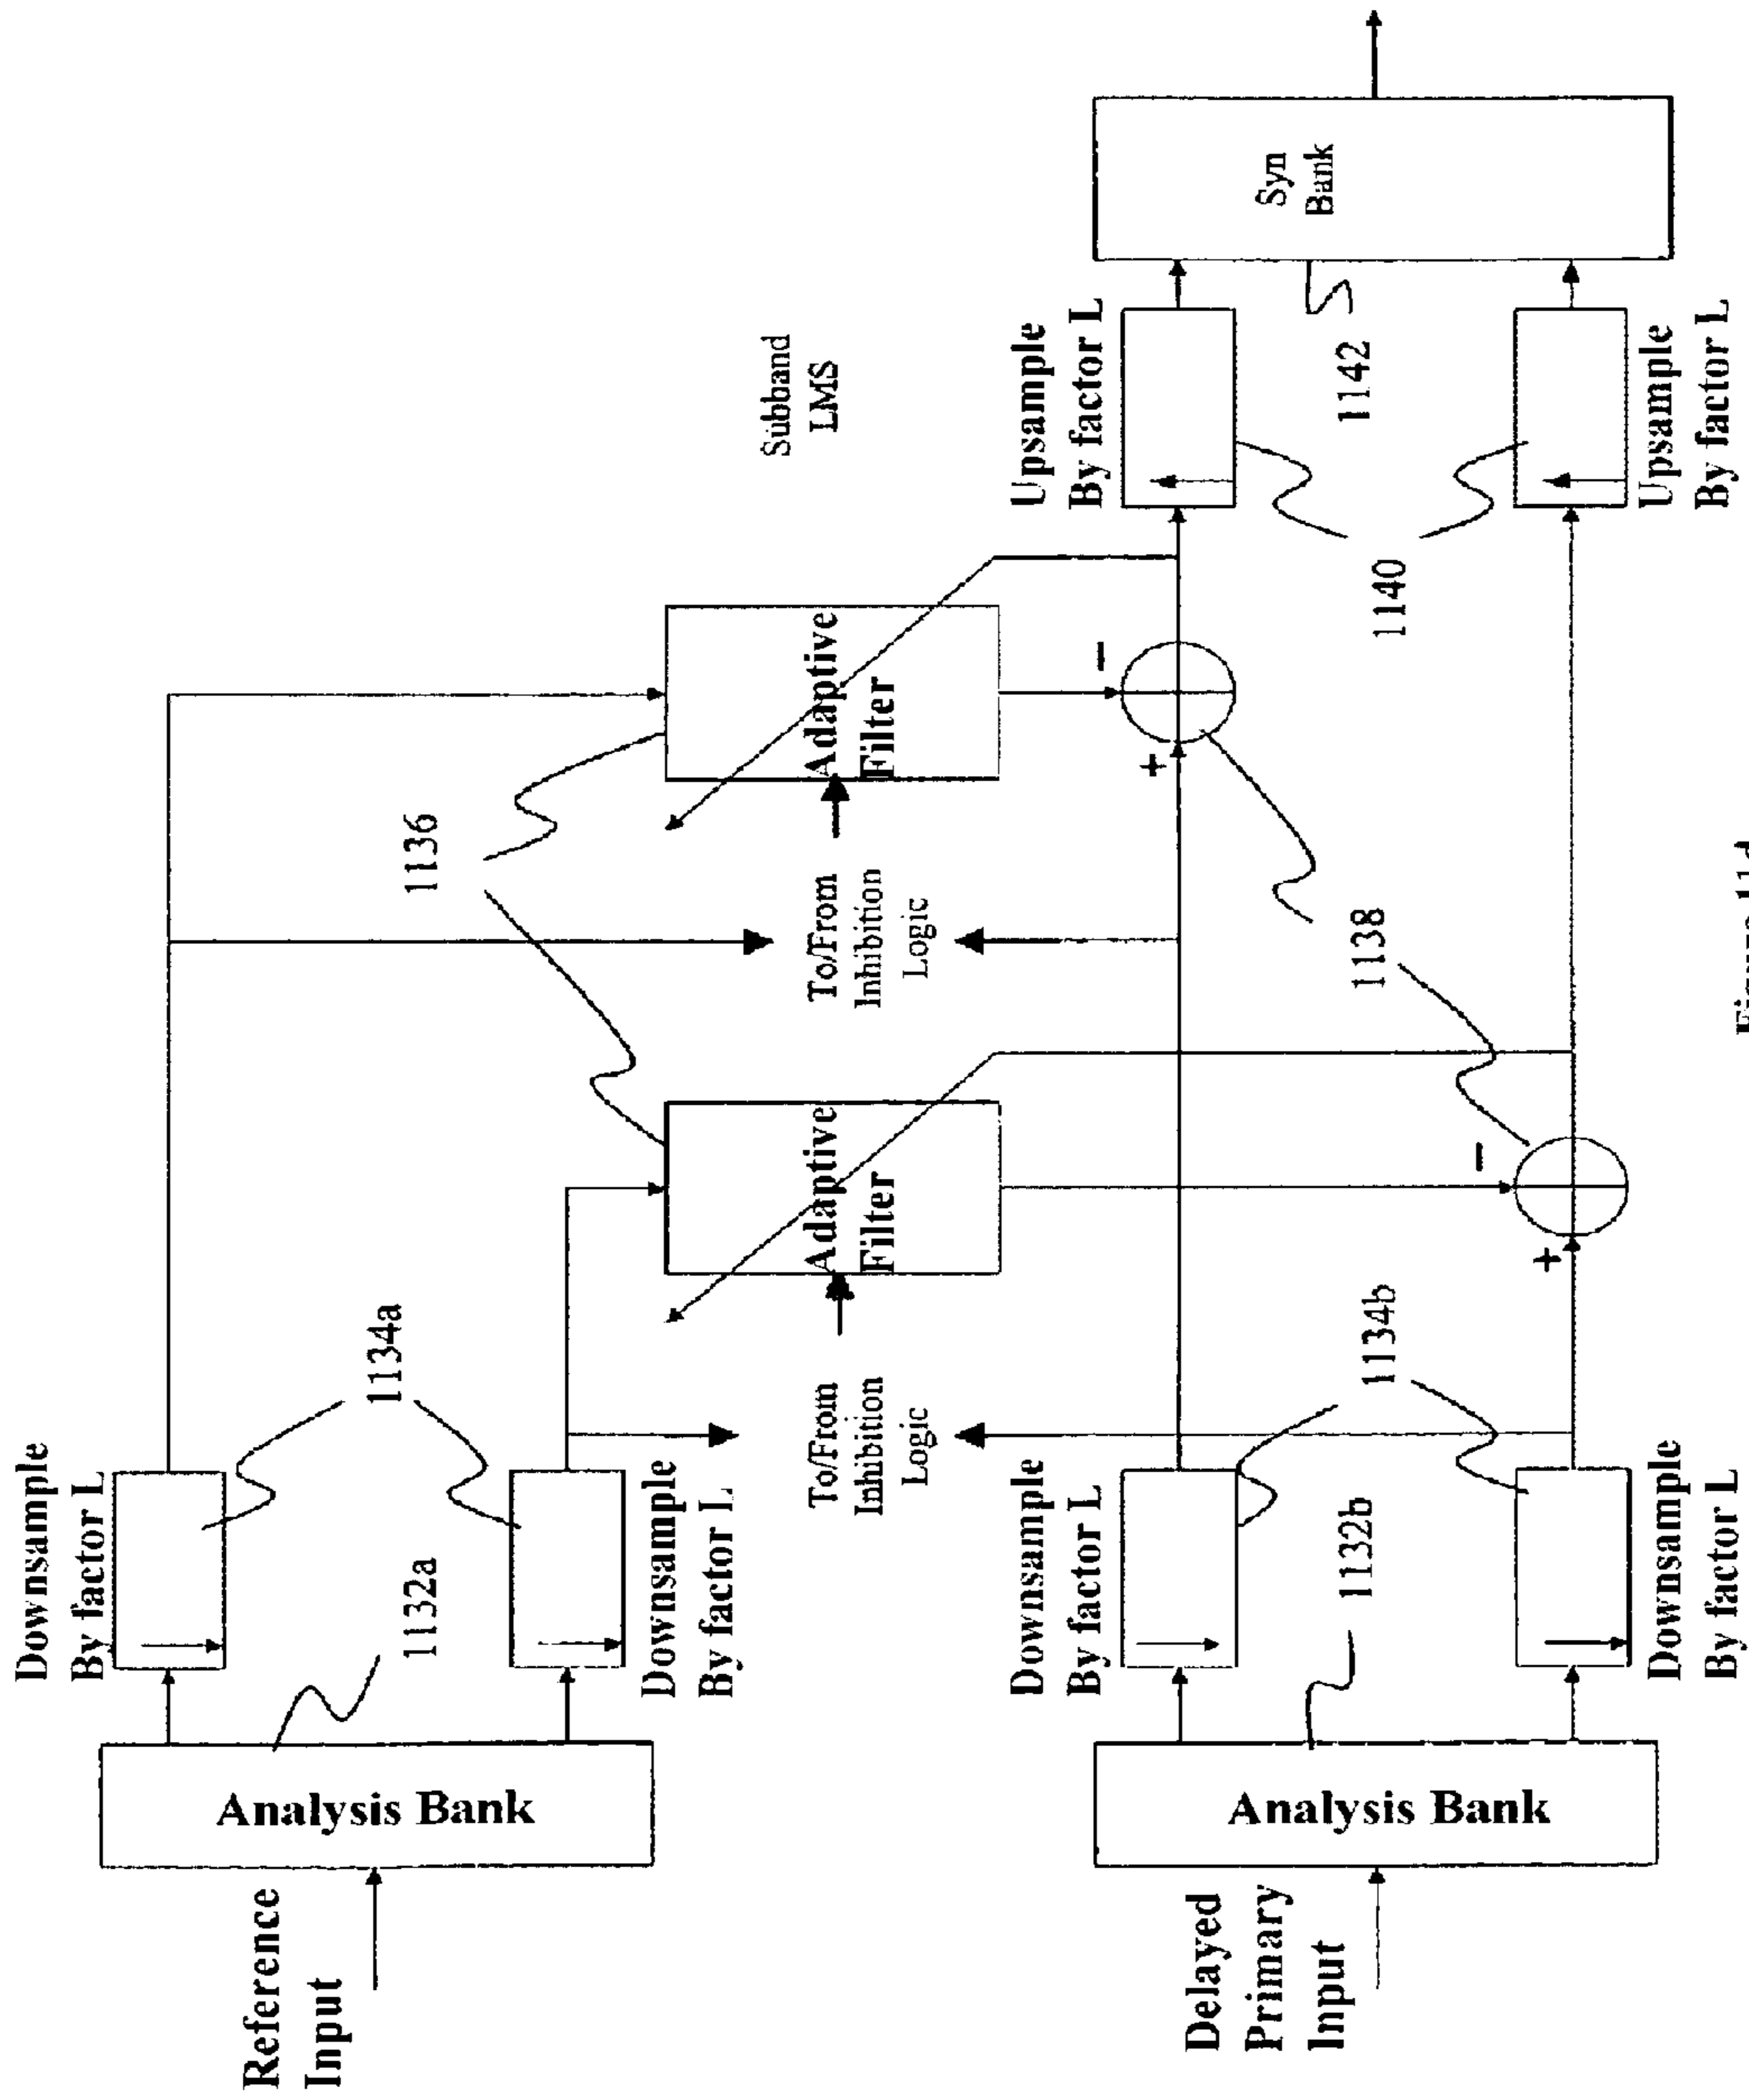 Reference
Input
Analysis Bank
1132a
Downsample
By factor L
Downsample
By factor L
1134a
To/From
Inhibition
Logic
Adaptive
Filter
1136
To/From
Inhibition
Logic
Adaptive
Filter
Subband
LMS
Delayed
Primary
Input
Analysis Bank
1132b
Downsample
By factor L
Downsample
By factor L
1134b
+
−
1138
+
−
Upsample
By factor L
Upsample
By factor L
1140
1142
Syn
Bank